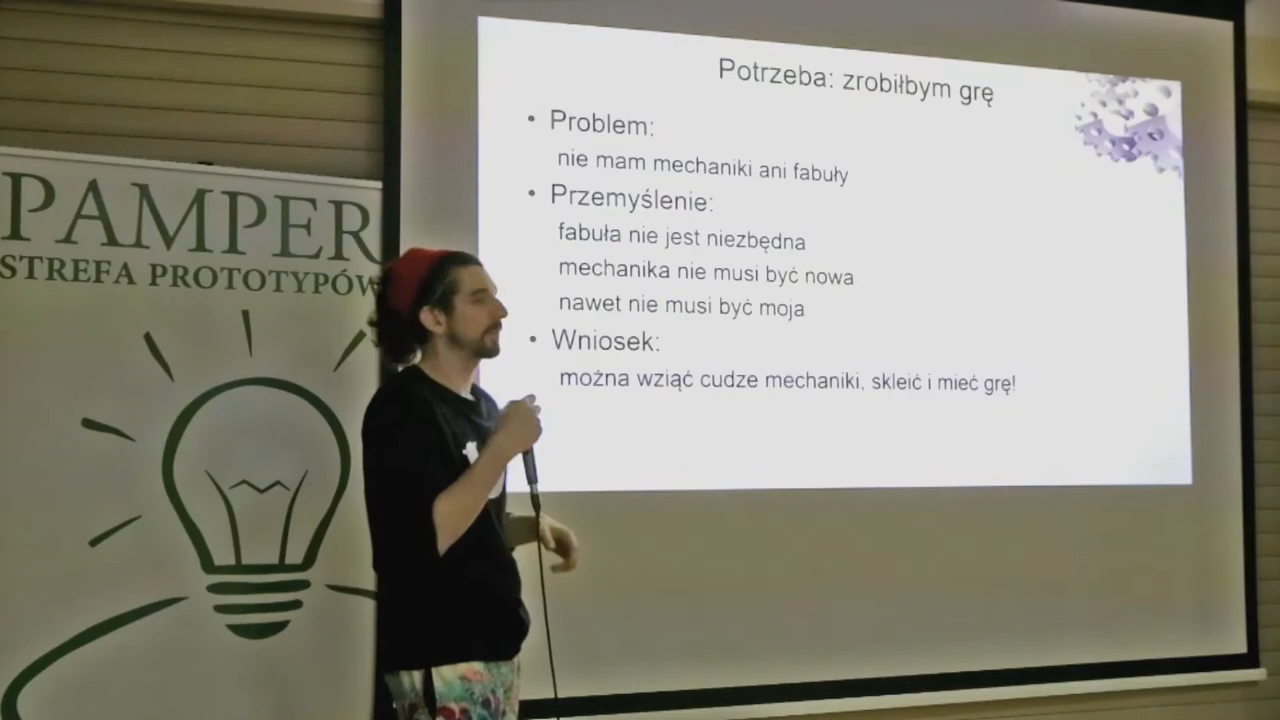 PAMPER
STREFA PROTOTYPÓW
Potrzeba: zrobiłbym grę
• Problem:
nie mam mechaniki ani fabuły
• Przemyślenie:
fabuła nie jest niezbędna
mechanika nie musi być nowa
nawet nie musi być moja
• Wniosek:
można wziąć cudze mechaniki, skleić i mieć grę!